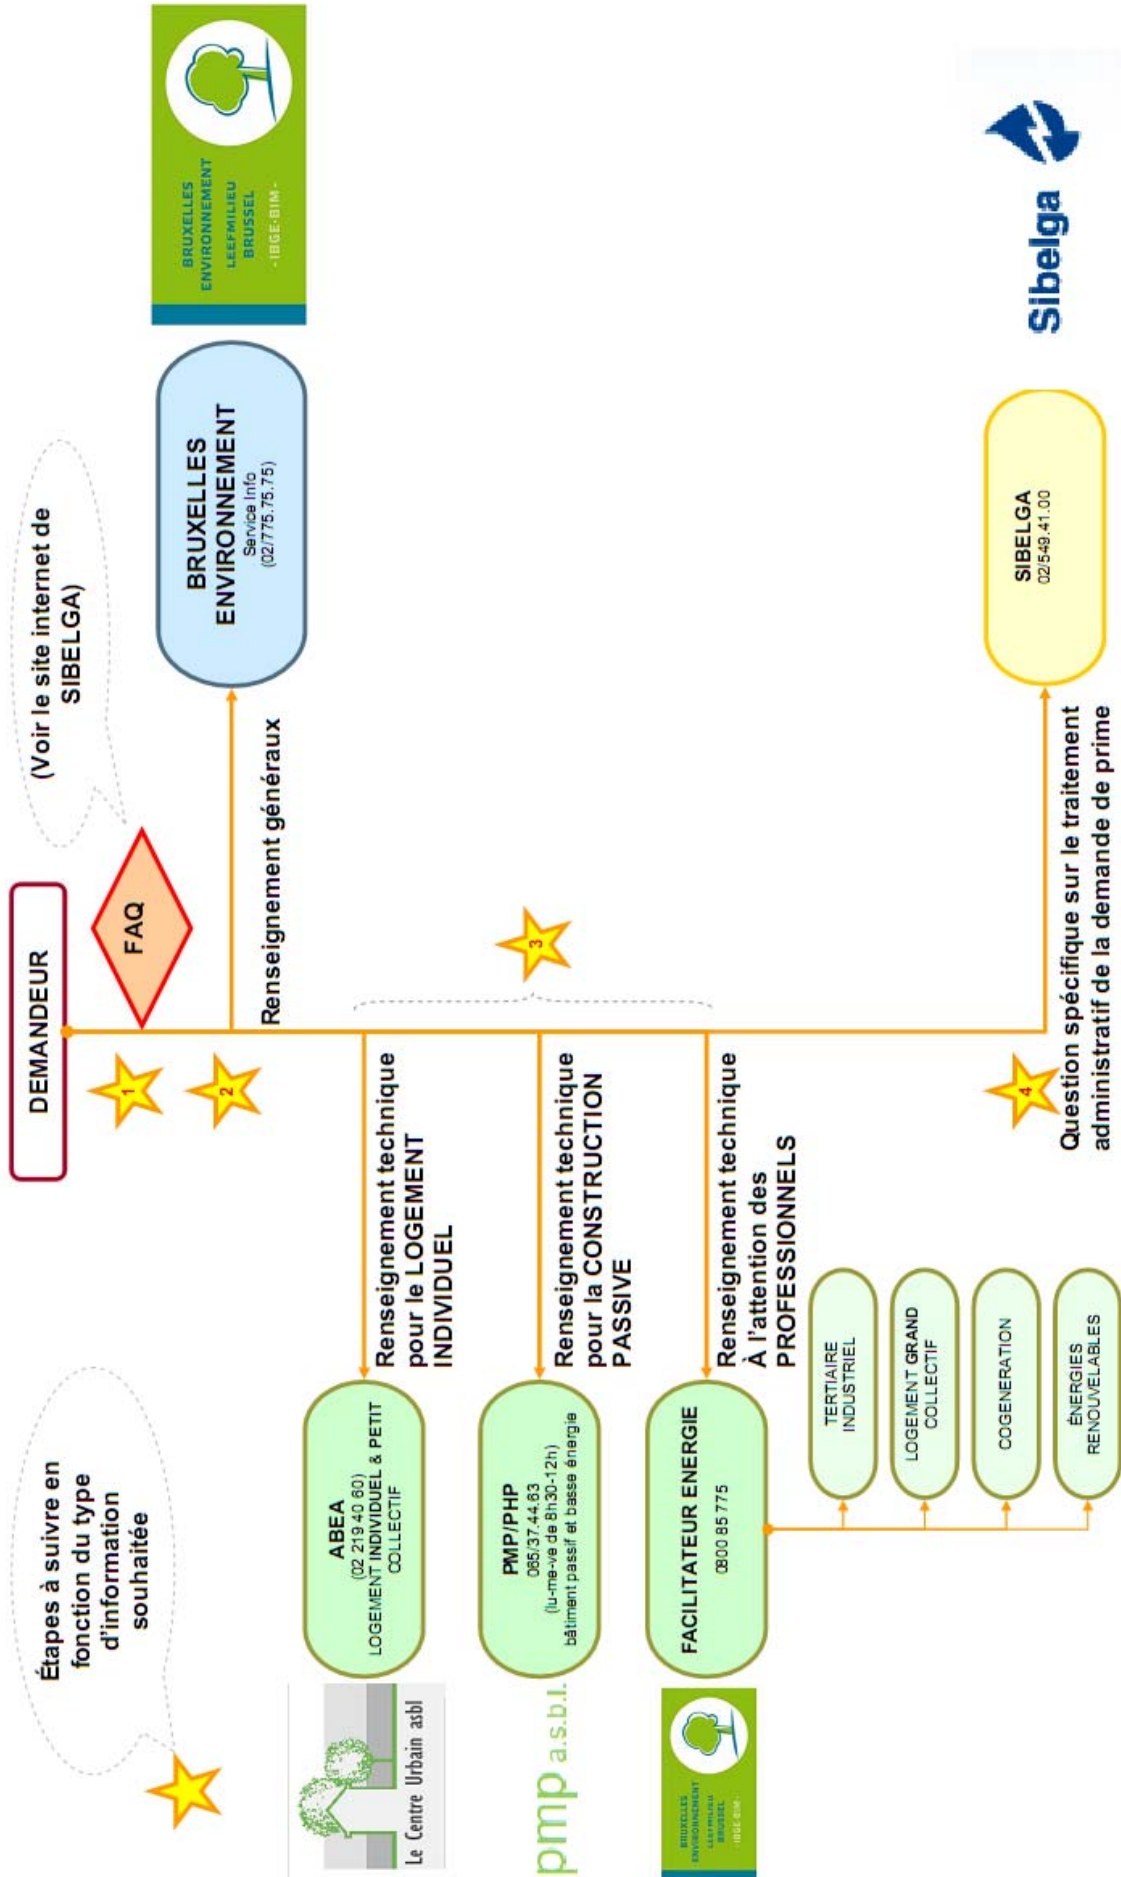 Étapes à suivre en
fonction du type
d'information
souhaitée
DEMANDEUR
(Voir le site internet de
SIBELGA)
1
FAQ
2
BRUXELLES
ENVIRONNEMENT
Service Info
(02/775.75.75)
BRUXELLES
ENVIRONNEMENT
LEEFMILIEU
BRUSSEL
- IBGE-BIM -
Renseignement généraux
Le Centre Urbain asbl
ABEA
(02 219 40 60)
LOGEMENT INDIVIDUEL & PETIT
COLLECTIF
Renseignement technique
pour le LOGEMENT
INDIVIDUEL
3
pmp a.s.b.l.
PMP/PHP
065/37.44.63
(lu-me-ve de 8h30-12h)
bâtiment passif et basse énergie
Renseignement technique
pour la CONSTRUCTION
PASSIVE
BRUXELLES
ENVIRONNEMENT
LEEFMILIEU
BRUSSEL
- IBGE-BIM -
FACILITATEUR ENERGIE
0800 85 775
Renseignement technique
À l'attention des
PROFESSIONNELS
TERTIAIRE
INDUSTRIEL
LOGEMENT GRAND
COLLECTIF
COGENERATION
ÉNERGIES
RENOUVELABLES
4
SIBELGA
02/549.41.00
Sibelga
Question spécifique sur le traitement
administratif de la demande de prime